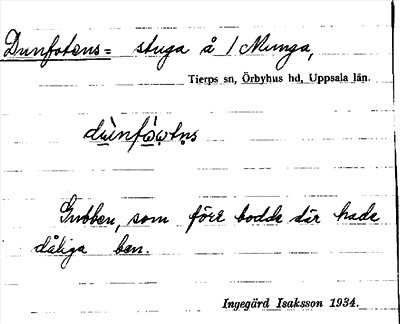 Dunfotens= stuga å / Munga,
Tierps sn, Örbyhus hd, Uppsala län.
Gubben, som förr bodde där hade
dåliga ben.
Ingegärd Isaksson 1934.